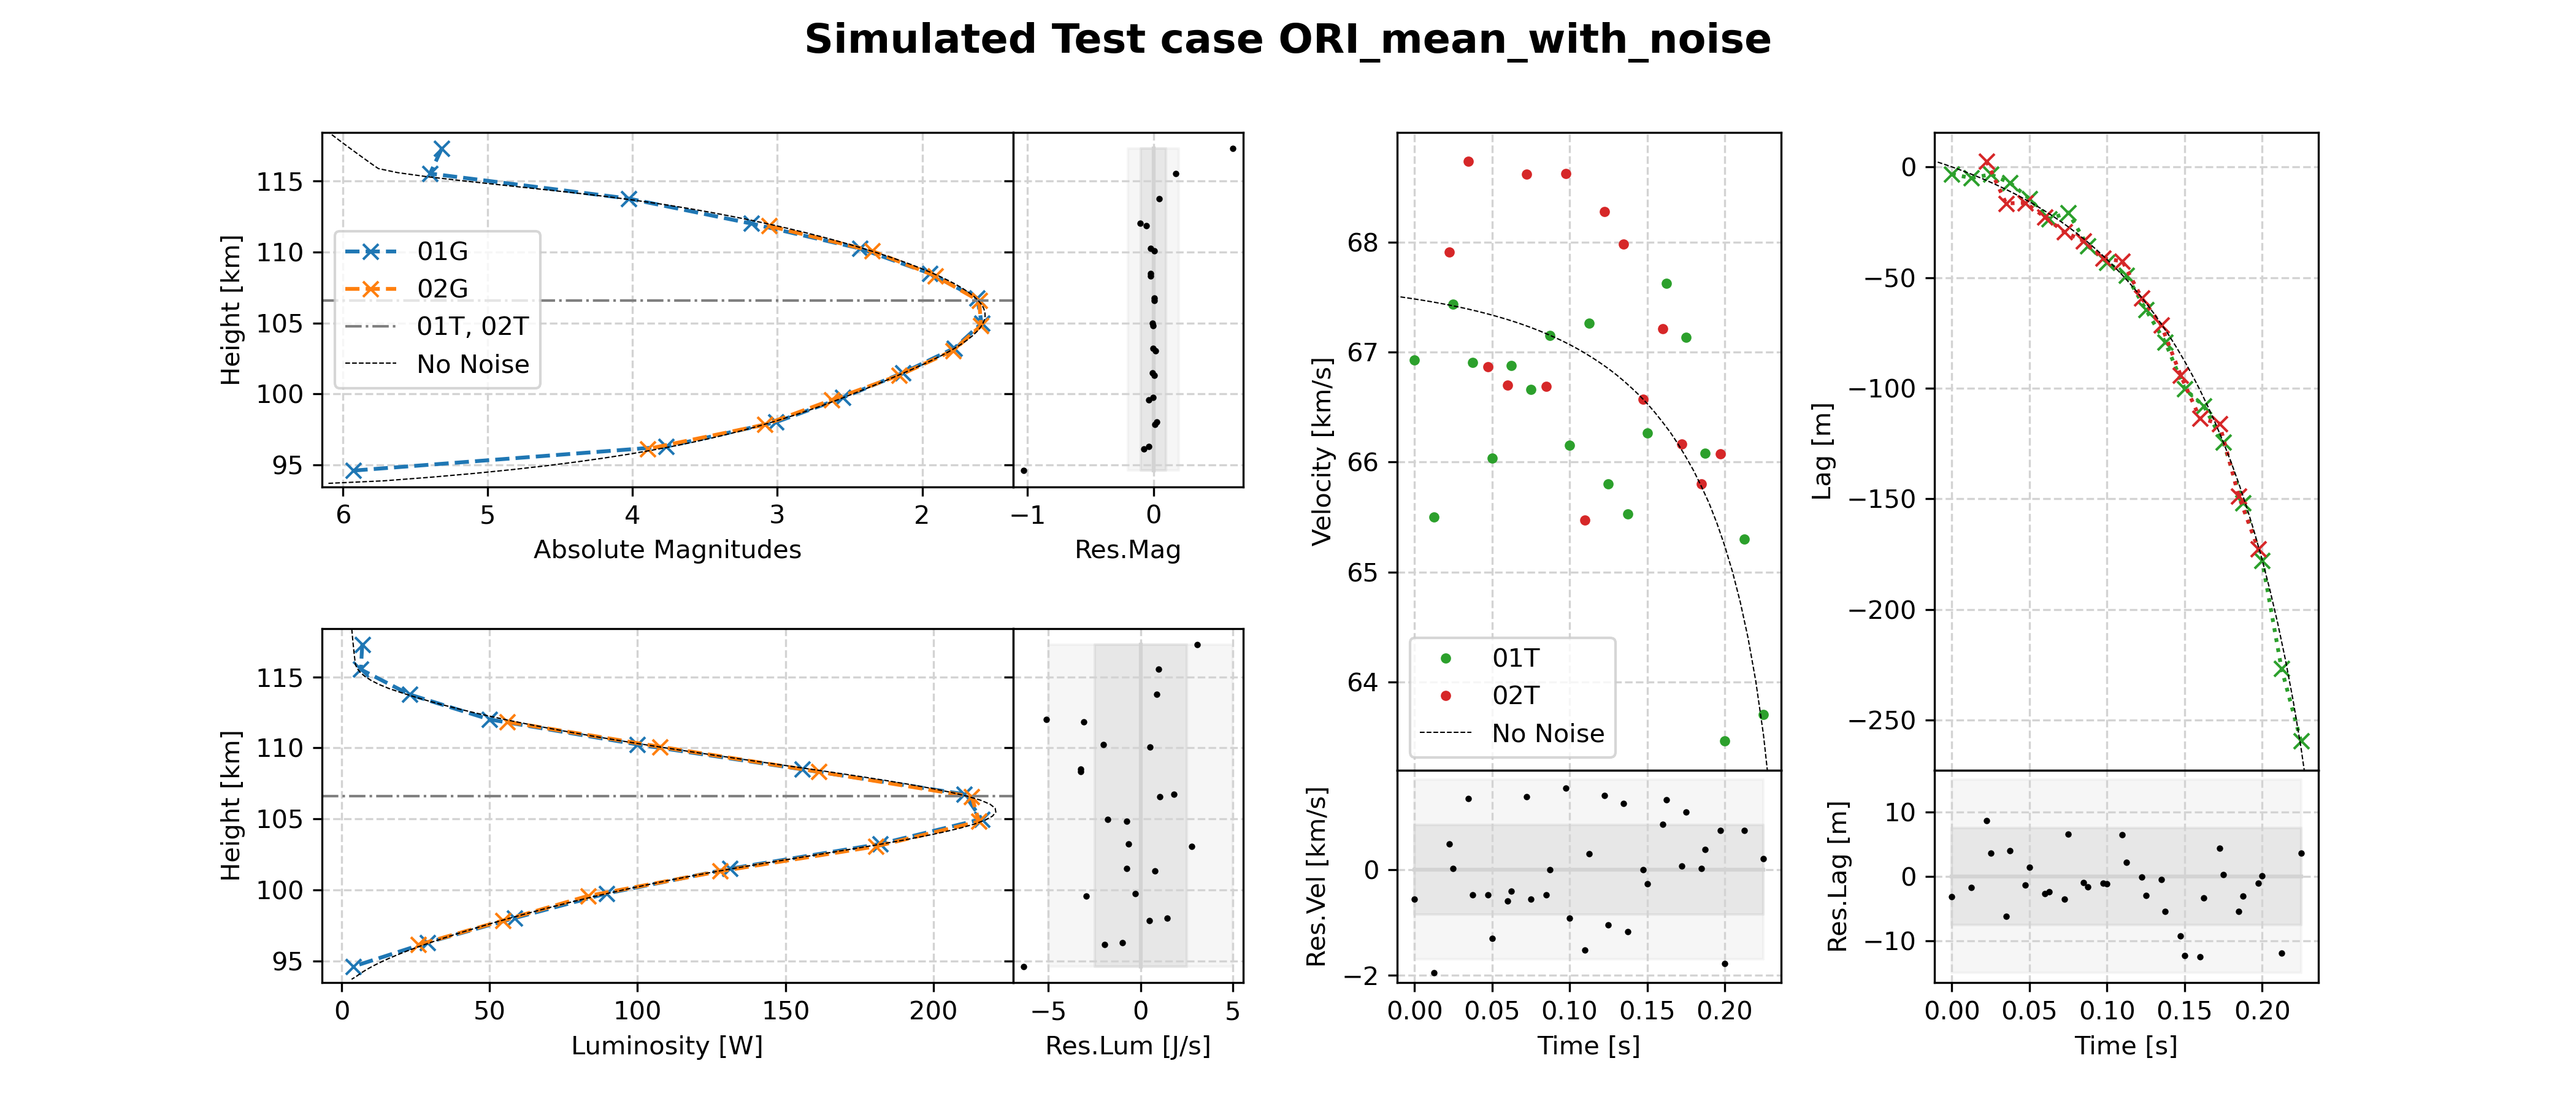 Simulated Test case ORI_mean_with_noise
Height [km]
115
110
105
100
95
01G
02G
01T, 02T
No Noise
6
5
4
3
2
Absolute Magnitudes
−1
0
Res.Mag
Height [km]
115
110
105
100
95
0
50
100
150
200
Luminosity [W]
−5
0
5
Res.Lum [J/s]
Velocity [km/s]
68
67
66
65
64
01T
02T
No Noise
Res.Vel [km/s]
0
−2
0.00
0.05
0.10
0.15
0.20
Time [s]
Lag [m]
0
−50
−100
−150
−200
−250
Res.Lag [m]
10
0
−10
0.00
0.05
0.10
0.15
0.20
Time [s]